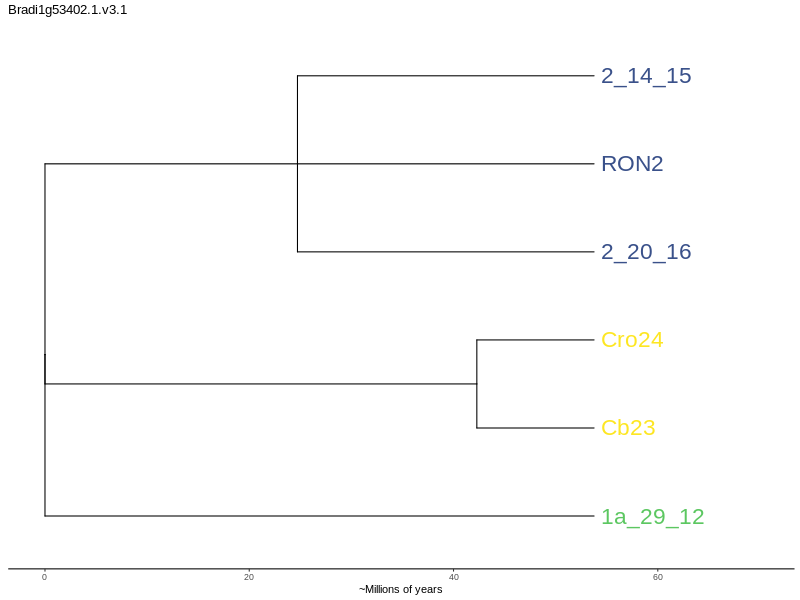 Bradi1g53402.1.v3.1
2_14_15
RON2
2_20_16
Cro24
Cb23
1a_29_12
0 20 40 60
~Millions of years